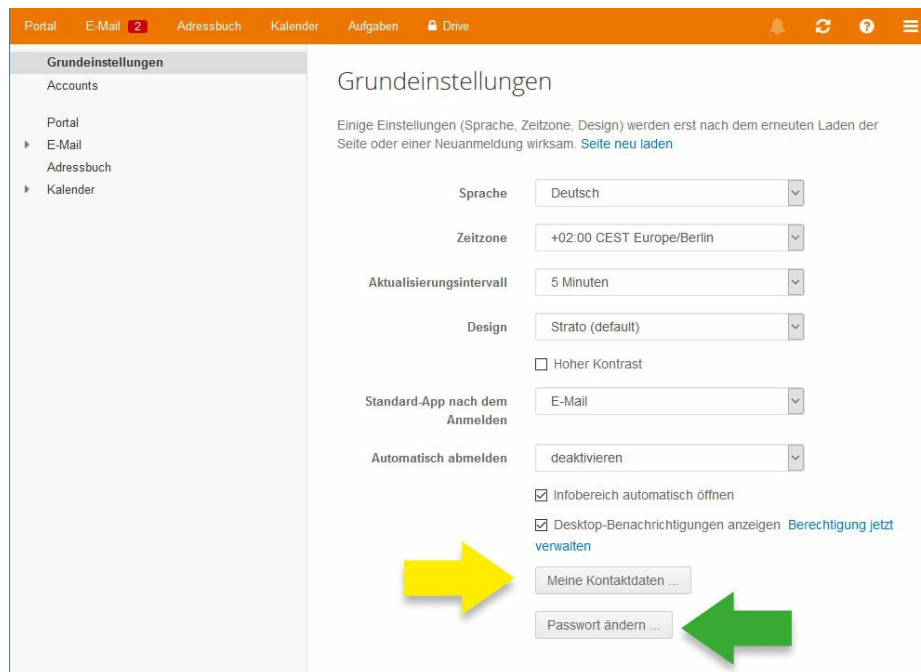 Portal E-Mail 2 Adressbuch Kalender Aufgaben Drive
Grundeinstellungen
Accounts
Portal
E-Mail
Adressbuch
Kalender
Grundeinstellungen
Einige Einstellungen (Sprache, Zeitzone, Design) werden erst nach dem erneuten Laden der
Seite oder einer Neuanmeldung wirksam. Seite neu laden
Sprache Deutsch
Zeitzone +02:00 CEST Europe/Berlin
Aktualisierungsintervall 5 Minuten
Design Strato (default)
Hoher Kontrast
Standard-App nach dem E-Mail
Anmelden
Automatisch abmelden deaktivieren
Infobereich automatisch öffnen
Desktop-Benachrichtigungen anzeigen Berechtigung jetzt
verwalten
Meine Kontaktdaten ...
Passwort ändern ...